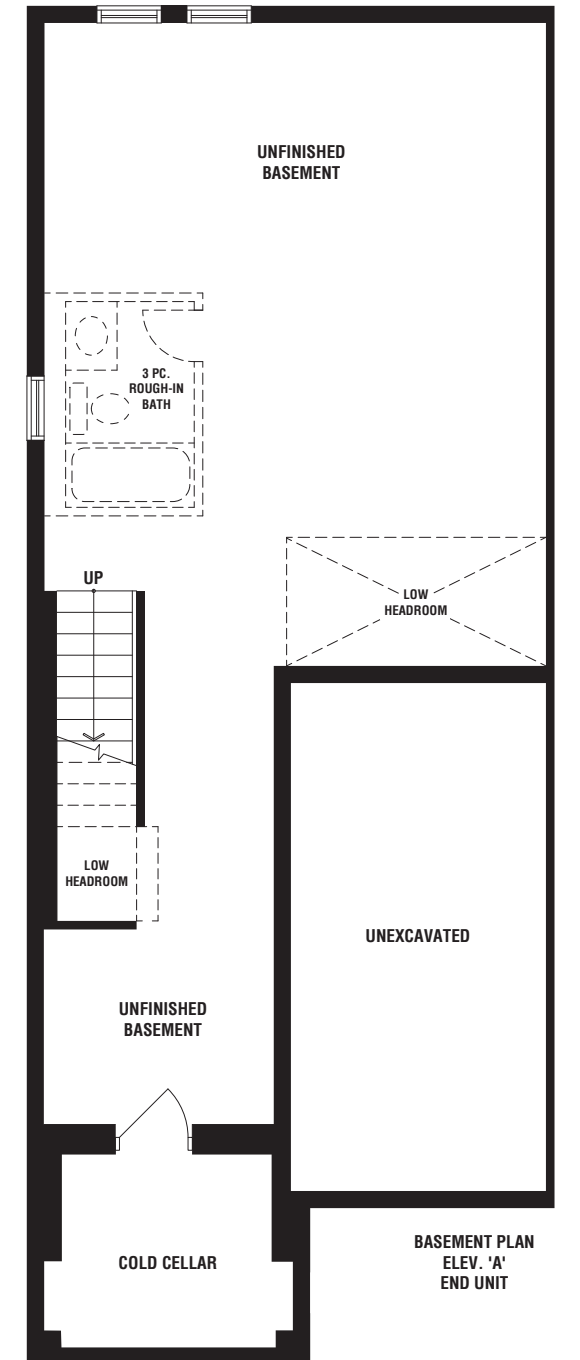 UNFINISHED
BASEMENT
3 PC.
ROUGH-IN
BATH
UP
LOW
HEADROOM
LOW
HEADROOM
UNEXCAVATED
UNFINISHED
BASEMENT
COLD CELLAR
BASEMENT PLAN
ELEV. 'A'
END UNIT